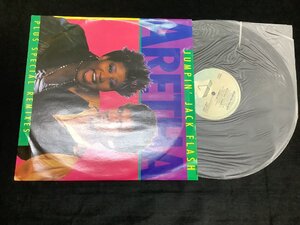 ARETHA
JUMPIN' JACK FLASH
PLUS SPECIAL REMIXES